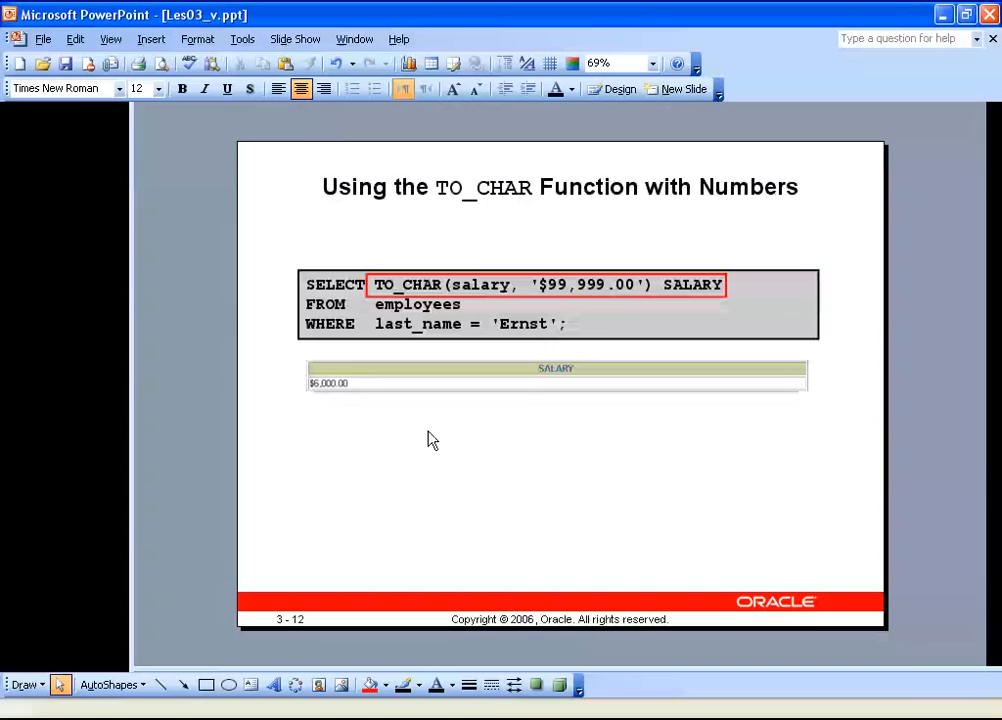 Microsoft PowerPoint - [Les03_v.ppt]
File Edit View Insert Format Tools Slide Show Window Help
Type a question for help
69%
Times New Roman 12 B I U S A A A Design New Slide
Using the TO_CHAR Function with Numbers
SELECT TO_CHAR(salary, '$99,999.00') SALARY
FROM employees
WHERE last_name = 'Ernst';
SALARY
$6,000.00
ORACLE
3 - 12 Copyright © 2006, Oracle. All rights reserved.
Draw AutoShapes A A